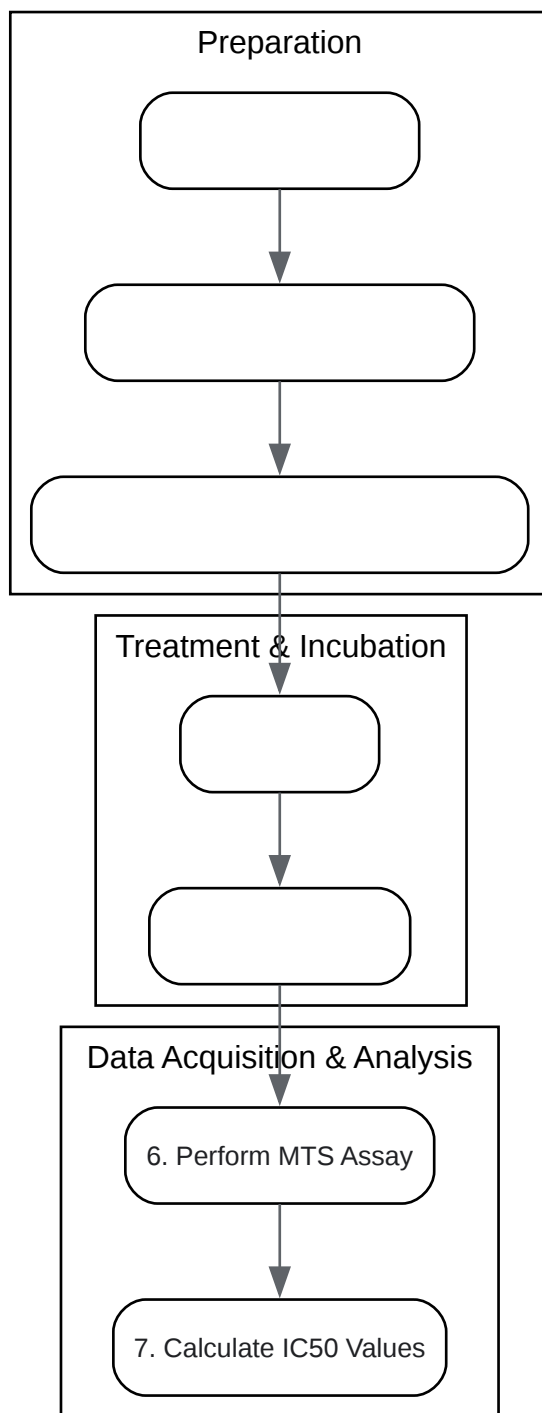 Preparation
Treatment & Incubation
Data Acquisition & Analysis
6. Perform MTS Assay
7. Calculate IC50 Values